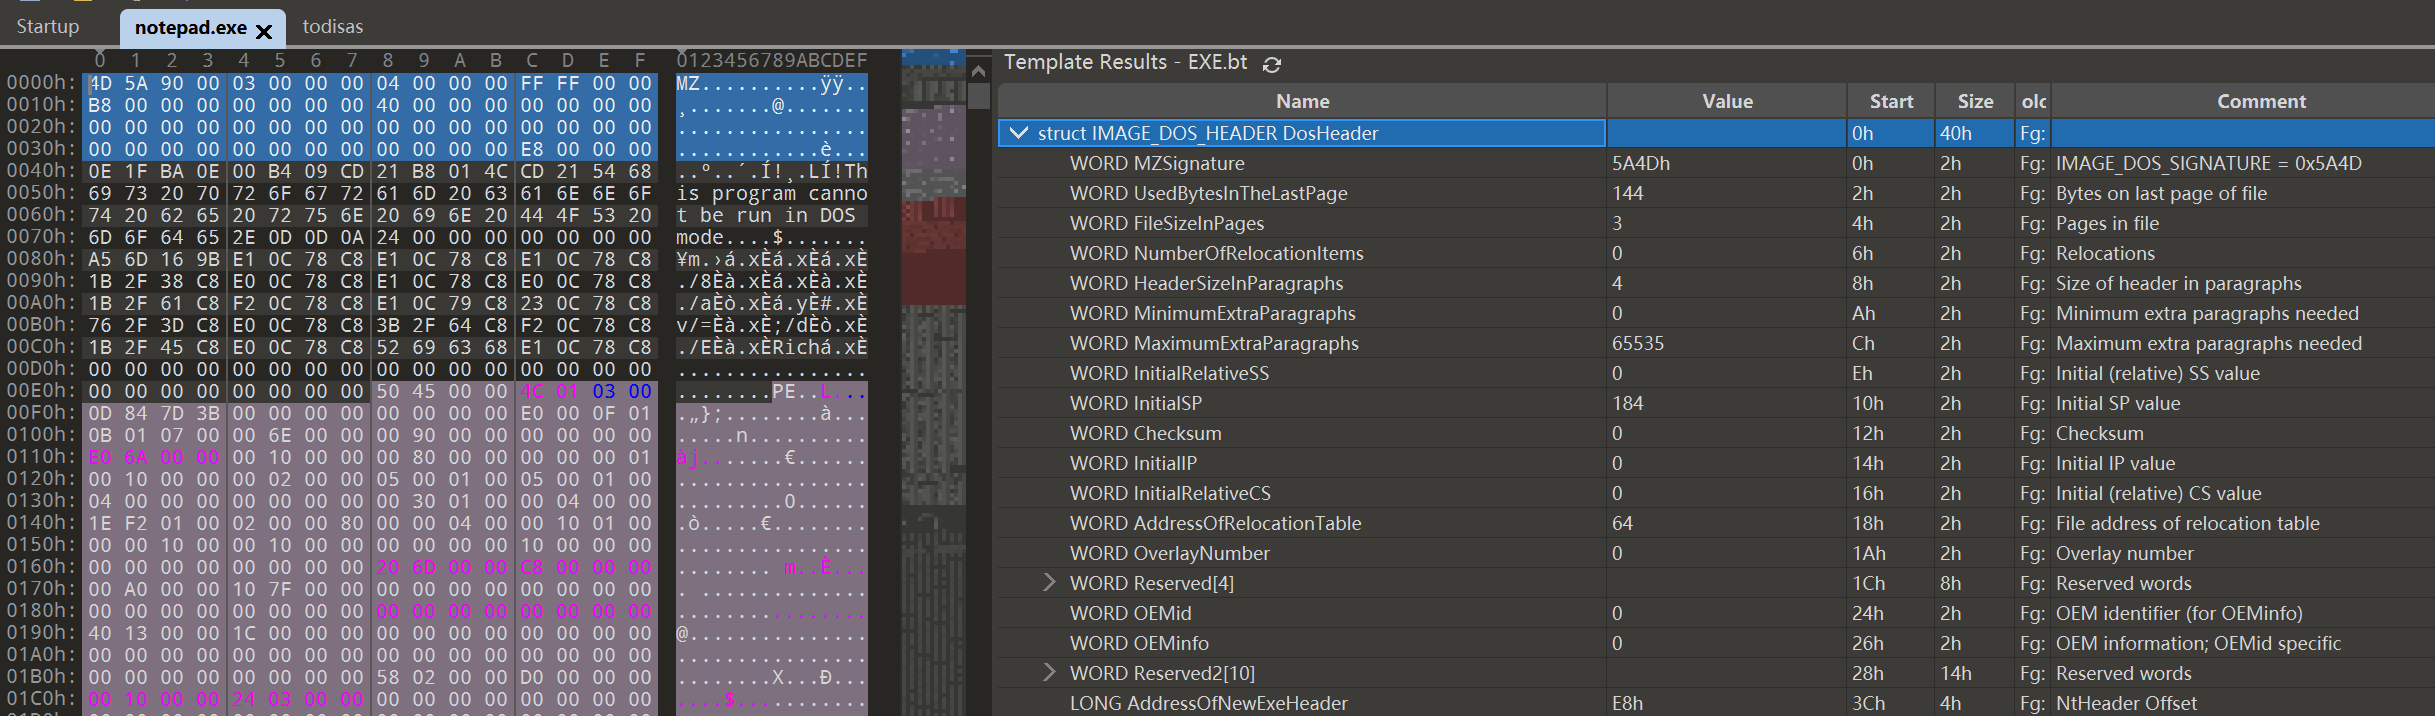 Startup notepad.exe todisas
0 1 2 3 4 5 6 7 8 9 A B C D E F 0123456789ABCDEF
0000h: 4D 5A 90 00 03 00 00 00 04 00 00 00 FF FF 00 00 MZ..........ÿÿ..
0010h: B8 00 00 00 00 00 00 00 40 00 00 00 00 00 00 00 ¸.......@.......
0020h: 00 00 00 00 00 00 00 00 00 00 00 00 00 00 00 00 ................
0030h: 00 00 00 00 00 00 00 00 00 00 00 00 E8 00 00 00 ............è...
0040h: 0E 1F BA 0E 00 B4 09 CD 21 B8 01 4C CD 21 54 68 ..º..´.Í!¸.LÍ!Th
0050h: 69 73 20 70 72 6F 67 72 61 6D 20 63 61 6E 6E 6F is program canno
0060h: 74 20 62 65 20 72 75 6E 20 69 6E 20 44 4F 53 20 t be run in DOS
0070h: 6D 6F 64 65 2E 0D 0D 0A 24 00 00 00 00 00 00 00 mode....$.......
0080h: A5 6D 16 9B E1 0C 78 C8 E1 0C 78 C8 E1 0C 78 C8 ¥m.›á.xÈá.xÈá.xÈ
0090h: 1B 2F 38 C8 E1 0C 78 C8 E0 0C 78 C8 E1 0C 78 C8 ./8Èá.xÈà.xÈá.xÈ
00A0h: 1B 2F 61 C8 F2 0C 78 C8 E1 0C 79 C8 23 0C 78 C8 ./aÈò.xÈá.yÈ#.xÈ
00B0h: 76 2F 3D C8 E0 0C 78 C8 3B 2F 64 C8 F2 0C 78 C8 v/=Èà.xÈ;/dÈò.xÈ
00C0h: 1B 2F 45 C8 E0 0C 78 C8 52 69 63 68 E1 0C 78 C8 ./EÈà.xÈRichá.xÈ
00D0h: 00 00 00 00 00 00 00 00 00 00 00 00 00 00 00 00 ................
00E0h: 00 00 00 00 00 00 00 00 50 45 00 00 4C 01 03 00 ........PE..L...
00F0h: 0D 84 7D 3B 00 00 00 00 00 00 00 00 E0 00 0F 01 .„};........à...
0100h: 0B 01 07 00 00 6E 00 00 00 90 00 00 00 00 00 00 .....n..........
0110h: E0 6A 00 00 00 10 00 00 00 80 00 00 00 00 00 01 àj.......€......
0120h: 00 10 00 00 00 02 00 00 05 00 01 00 05 00 01 00 ................
0130h: 04 00 00 00 00 00 00 00 00 30 01 00 00 04 00 00 .........0......
0140h: 1E F2 01 00 02 00 00 80 00 00 04 00 00 10 01 00 .ò.....€........
0150h: 00 00 10 00 00 10 00 00 00 00 00 00 10 00 00 00 ................
0160h: 00 00 00 00 00 00 00 00 20 6D 00 00 C8 00 00 00 ........ m..È...
0170h: 00 A0 00 00 10 7F 00 00 00 00 00 00 00 00 00 00 . ..............
0180h: 00 00 00 00 00 00 00 00 00 00 00 00 00 00 00 00 ................
0190h: 40 13 00 00 1C 00 00 00 00 00 00 00 00 00 00 00 @...............
01A0h: 00 00 00 00 00 00 00 00 00 00 00 00 00 00 00 00 ................
01B0h: 00 00 00 00 00 00 00 00 58 02 00 00 D0 00 00 00 ........X...Ð...
01C0h: 00 10 00 00 24 03 00 00 00 00 00 00 00 00 00 00 ....$...........
Template Results - EXE.bt
Name Value Start Size olc Comment
struct IMAGE_DOS_HEADER DosHeader 0h 40h Fg:
WORD MZSignature 5A4Dh 0h 2h Fg: IMAGE_DOS_SIGNATURE = 0x5A4D
WORD UsedBytesInTheLastPage 144 2h 2h Fg: Bytes on last page of file
WORD FileSizeInPages 3 4h 2h Fg: Pages in file
WORD NumberOfRelocationItems 0 6h 2h Fg: Relocations
WORD HeaderSizeInParagraphs 4 8h 2h Fg: Size of header in paragraphs
WORD MinimumExtraParagraphs 0 Ah 2h Fg: Minimum extra paragraphs needed
WORD MaximumExtraParagraphs 65535 Ch 2h Fg: Maximum extra paragraphs needed
WORD InitialRelativeSS 0 Eh 2h Fg: Initial (relative) SS value
WORD InitialSP 184 10h 2h Fg: Initial SP value
WORD Checksum 0 12h 2h Fg: Checksum
WORD InitialIP 0 14h 2h Fg: Initial IP value
WORD InitialRelativeCS 0 16h 2h Fg: Initial (relative) CS value
WORD AddressOfRelocationTable 64 18h 2h Fg: File address of relocation table
WORD OverlayNumber 0 1Ah 2h Fg: Overlay number
WORD Reserved[4] 1Ch 8h Fg: Reserved words
WORD OEMid 0 24h 2h Fg: OEM identifier (for OEMinfo)
WORD OEMinfo 0 26h 2h Fg: OEM information; OEMid specific
WORD Reserved2[10] 28h 14h Fg: Reserved words
LONG AddressOfNewExeHeader E8h 3Ch 4h Fg: NtHeader Offset